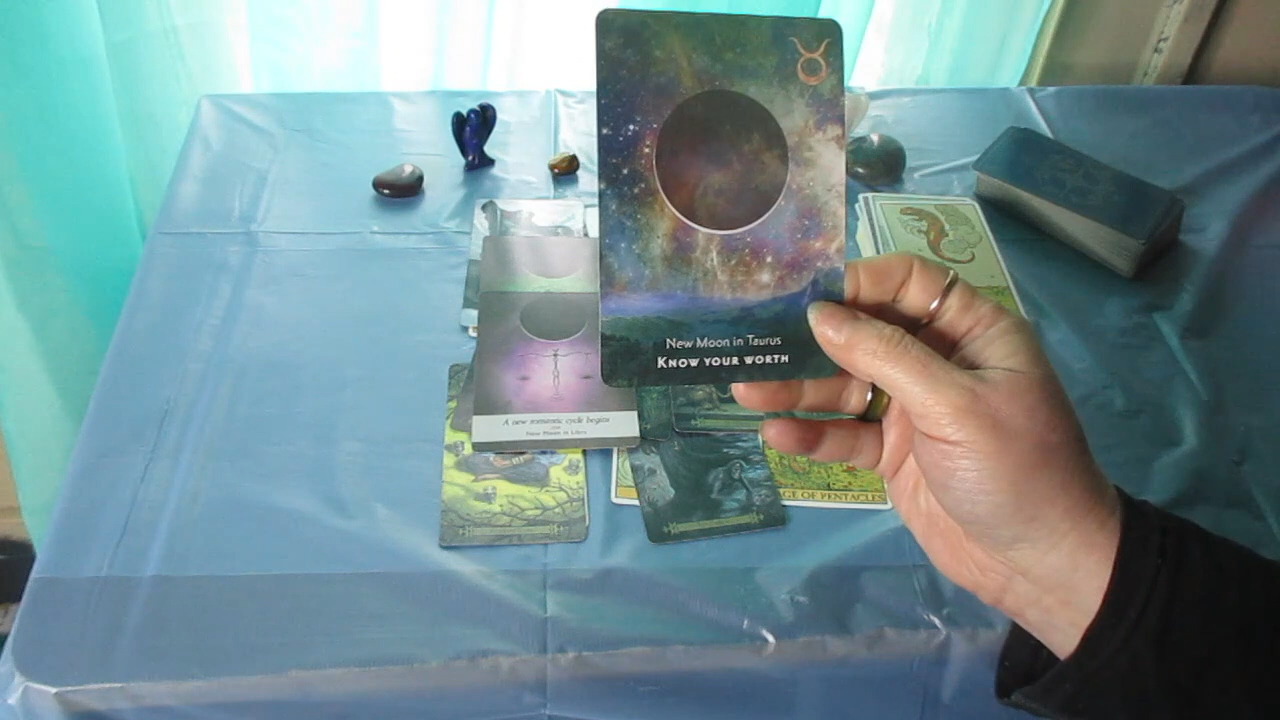 New Moon in Taurus
KNOW YOUR WORTH
A new romantic cycle begins
New Moon in Libra
AGE OF PENTACLES